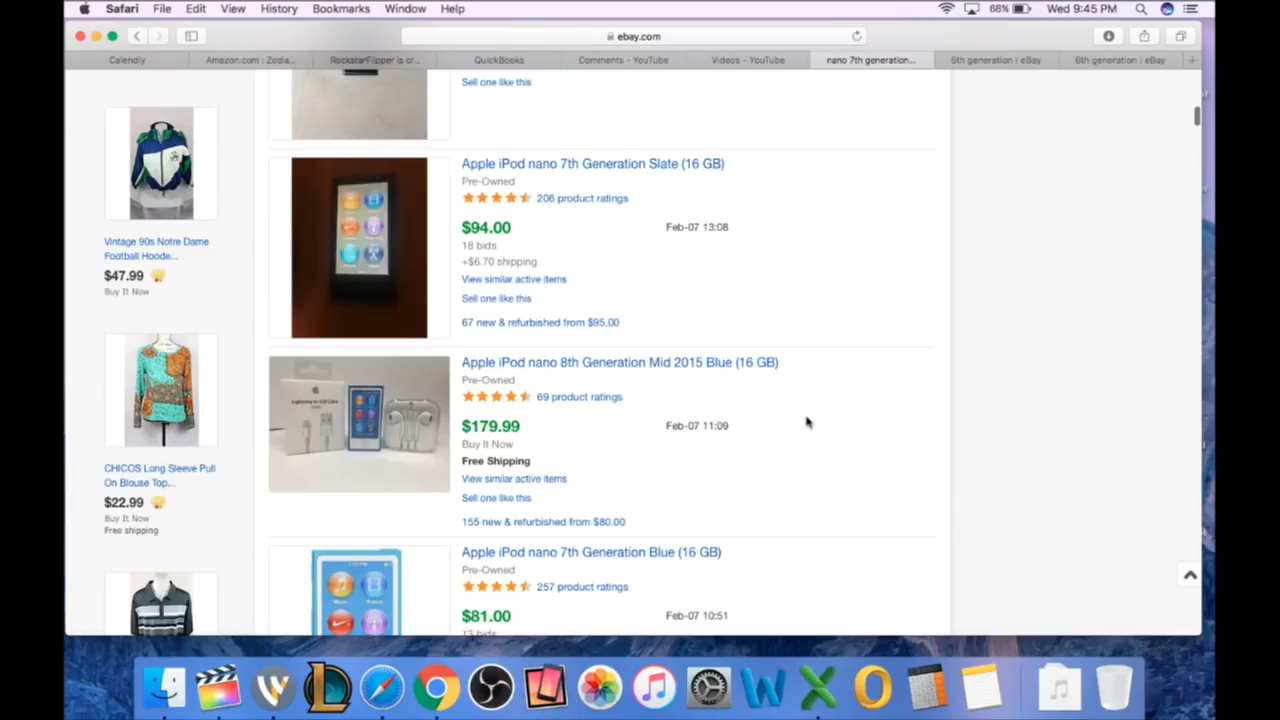 Safari File Edit View History Bookmarks Window Help 68% Wed 9:45 PM
ebay.com
Calendly Amazon.com : Zodia... RockstarFlipper is cr... QuickBooks Comments - YouTube Videos - YouTube nano 7th generation... 5th generation | eBay 6th generation | eBay
Sell one like this
Apple iPod nano 7th Generation Slate (16 GB)
Pre-Owned
206 product ratings
$94.00 Feb-07 13:08
18 bids
+$6.70 shipping
View similar active items
Sell one like this
67 new & refurbished from $95.00
Apple iPod nano 8th Generation Mid 2015 Blue (16 GB)
Pre-Owned
69 product ratings
$179.99 Feb-07 11:09
Buy It Now
Free Shipping
View similar active items
Sell one like this
155 new & refurbished from $80.00
Apple iPod nano 7th Generation Blue (16 GB)
Pre-Owned
257 product ratings
$81.00 Feb-07 10:51
13 bids
Vintage 90s Notre Dame
Football Hoode...
$47.99
Buy It Now
CHICOS Long Sleeve Pull
On Blouse Top...
$22.99
Buy It Now
Free shipping